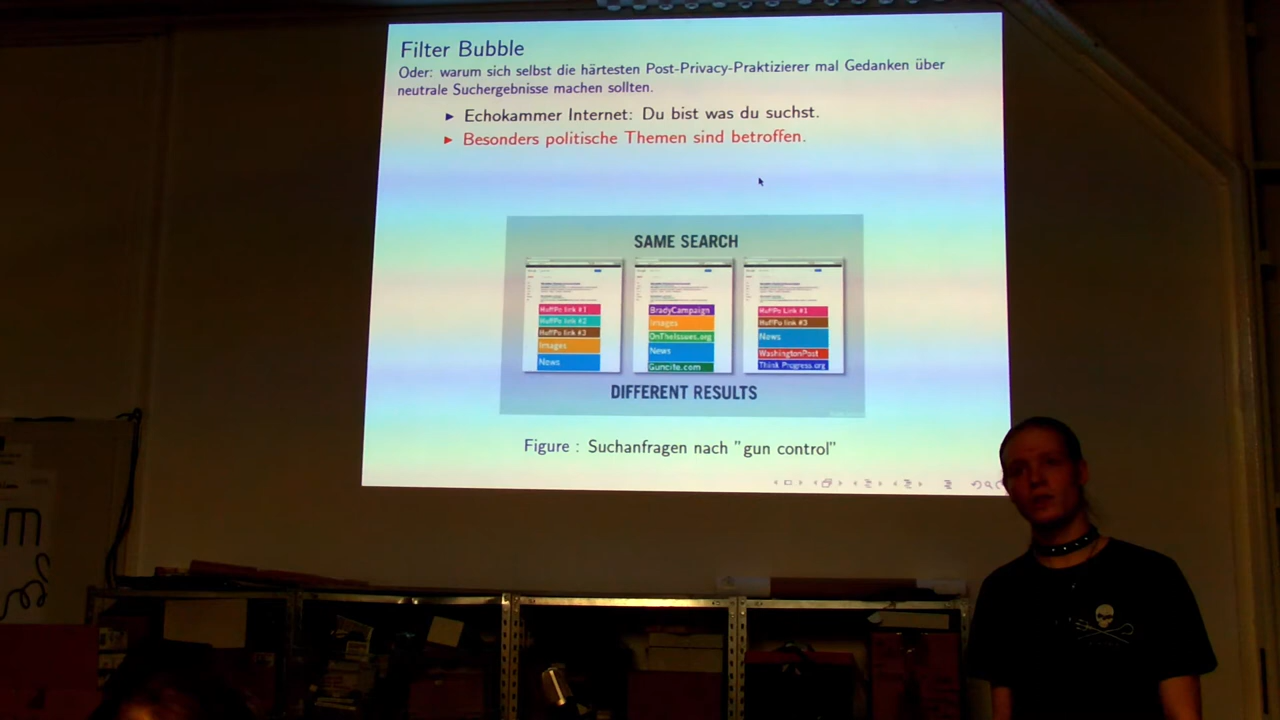 Filter Bubble
Oder: warum sich selbst die härtesten Post-Privacy-Praktizierer mal Gedanken über
neutrale Suchergebnisse machen sollten.
► Echokammer Internet: Du bist was du suchst.
► Besonders politische Themen sind betroffen.
SAME SEARCH
HuffPo link #1
HuffPo link #2
HuffPo link #3
Images
News
BradyCampaign
Images
OnTheIssues.org
News
Guncite.com
HuffPo Link #1
HuffPo link #3
News
WashingtonPost
Think Progress.org
DIFFERENT RESULTS
Figure : Suchanfragen nach "gun control"